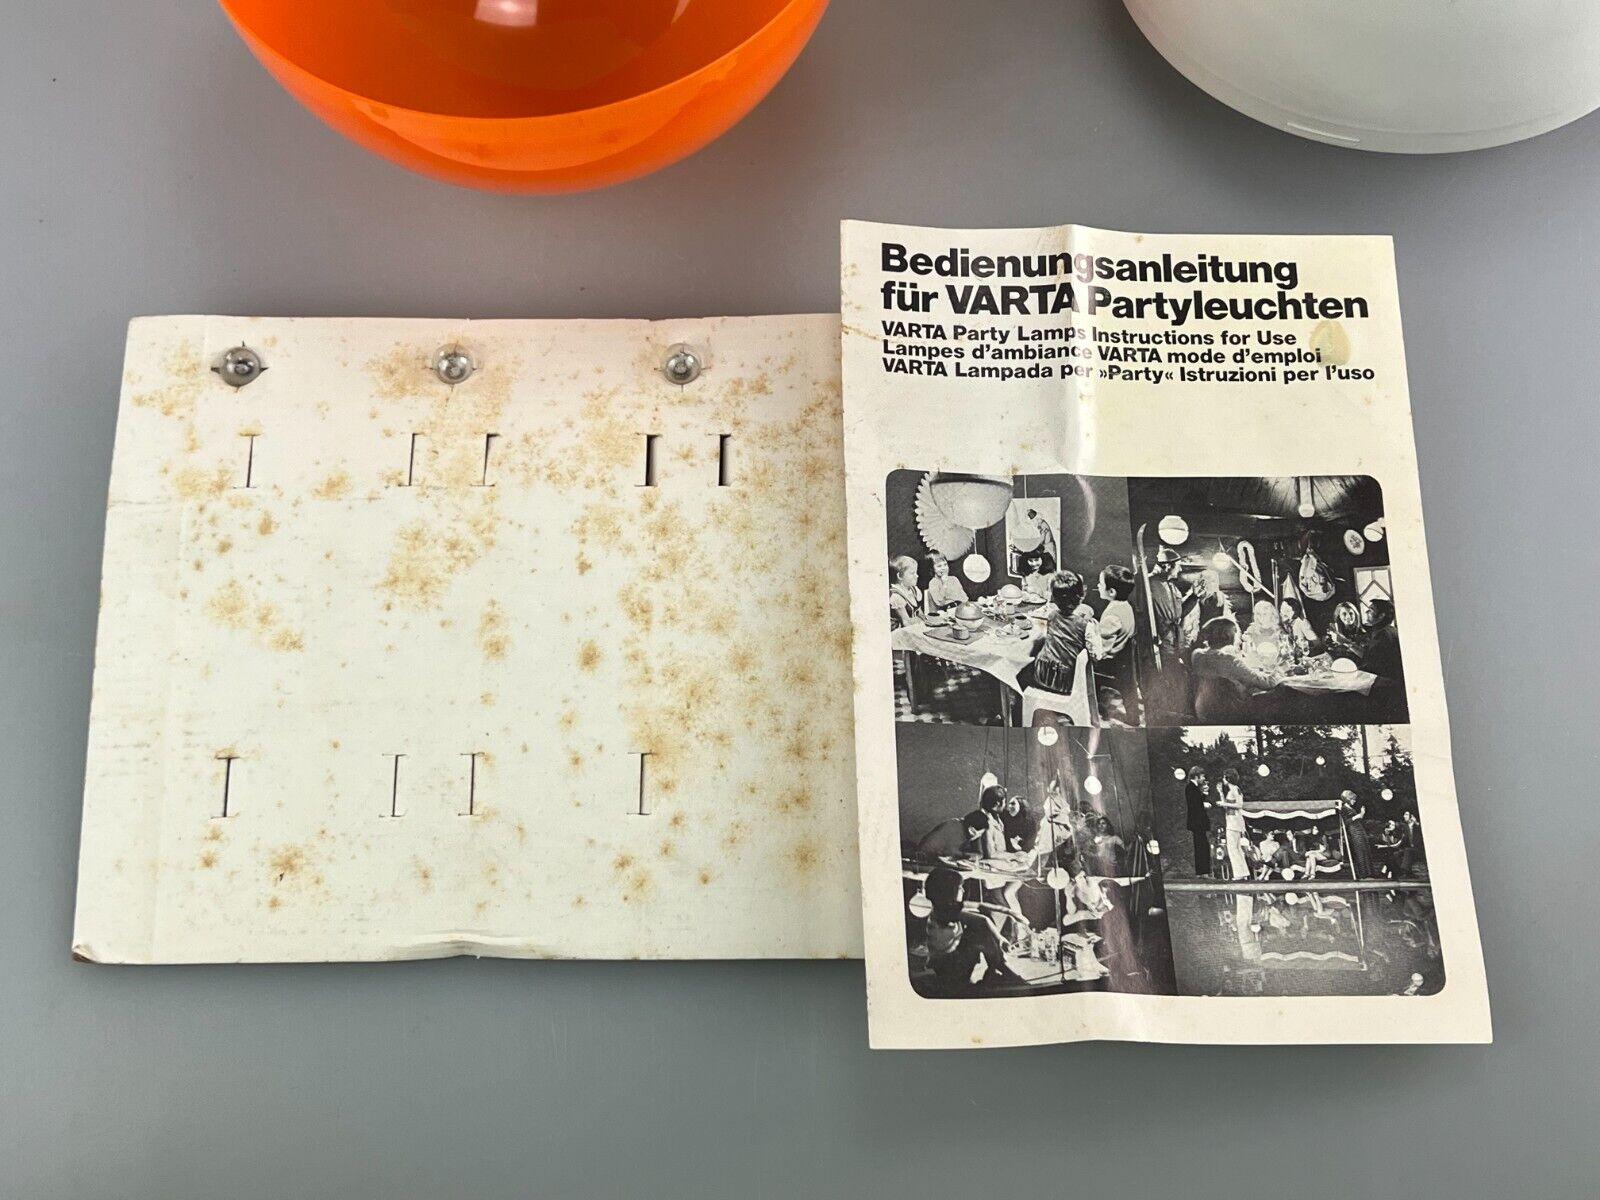 Bedienungsanleitung
für VARTA Partyleuchten
VARTA Party Lamps Instructions for Use
Lampes d'ambiance VARTA mode d'emploi
VARTA Lampada per »Party« Istruzioni per l'uso